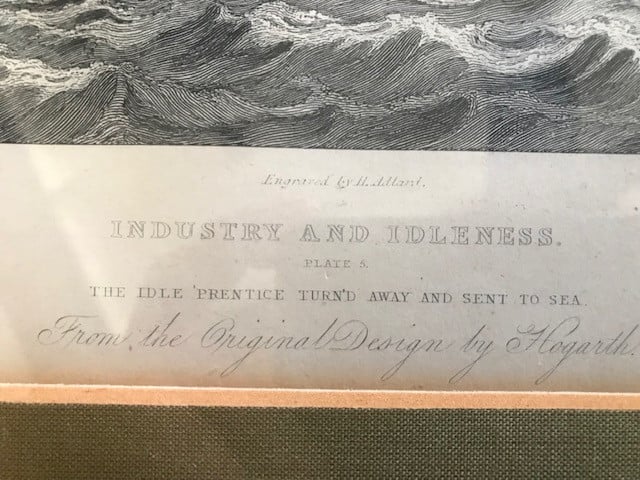 Engraved by H. Adlard.
INDUSTRY AND IDLENESS.
PLATE 5.
THE IDLE 'PRENTICE TURN'D AWAY AND SENT TO SEA.
From the Original Design by Hogarth.